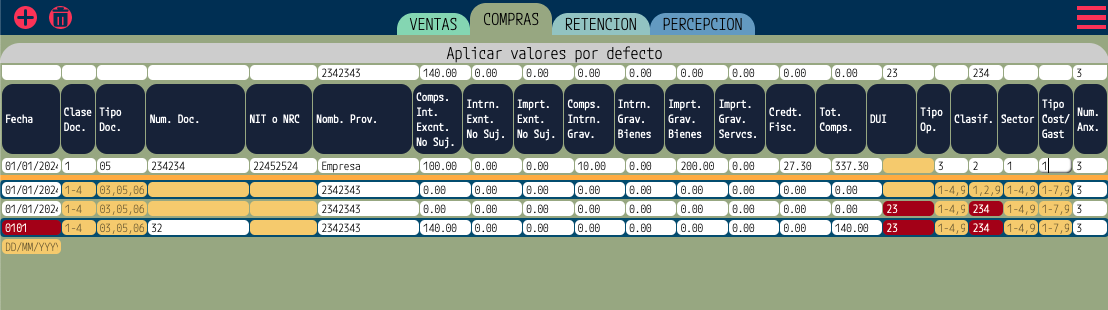 VENTAS COMPRAS RETENCION PERCEPCION
Aplicar valores por defecto
2342343 140.00 0.00 0.00 0.00 0.00 0.00 0.00 0.00 0.00 23 234 3
Fecha
Clase
Doc.
Tipo
Doc.
Num. Doc.
NIT o NRC
Nomb. Prov.
Comps.
Int.
Excnt.
No Suj.
Intrn.
Exnt.
No Suj.
Imprt.
Exnt.
No Suj.
Comps.
Intrn.
Grav.
Intrn.
Grav.
Bienes
Imprt.
Grav.
Bienes
Imprt.
Grav.
Servcs.
Credt.
Fisc.
Tot.
Comps.
DUI
Tipo
Op.
Clasif.
Sector
Tipo
Cost/
Gast
Num.
Anx.
01/01/2024 1 05 234234 22452524 Empresa 100.00 0.00 0.00 10.00 0.00 200.00 0.00 27.30 337.30 3 2 1 1 3
01/01/2024 1-4 03,05,06 2342343 0.00 0.00 0.00 0.00 0.00 0.00 0.00 0.00 0.00 1-4,9 1,2,9 1-4,9 1-7,9 3
01/01/2024 1-4 03,05,06 2342343 0.00 0.00 0.00 0.00 0.00 0.00 0.00 0.00 0.00 23 1-4,9 234 1-4,9 1-7,9 3
0101 1-4 03,05,06 32 2342343 140.00 0.00 0.00 0.00 0.00 0.00 0.00 0.00 140.00 23 1-4,9 234 1-4,9 1-7,9 3
DD/MM/YYYY